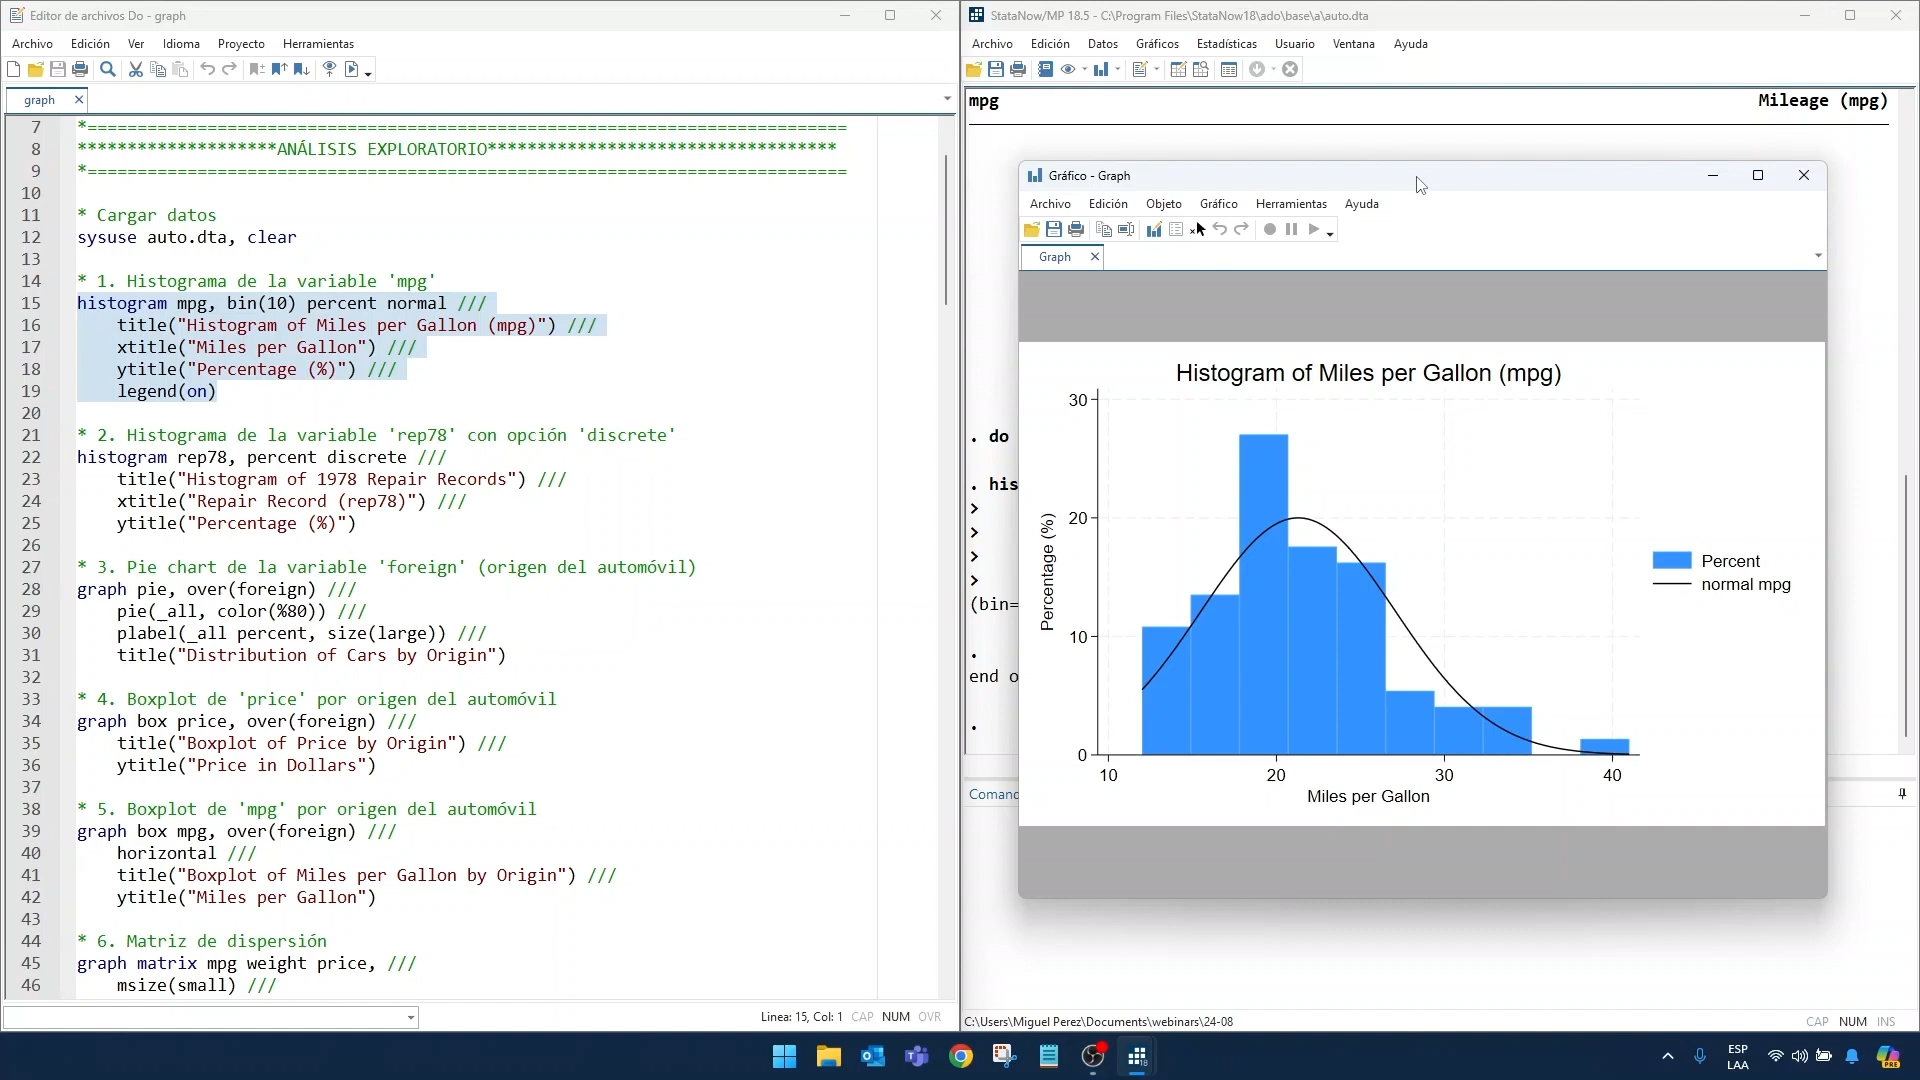 Editor de archivos Do - graph
Archivo Edición Ver Idioma Proyecto Herramientas
graph
7 *============================================================================
8 ********************ANÁLISIS EXPLORATORIO***********************************
9 *============================================================================
10
11 * Cargar datos
12 sysuse auto.dta, clear
13
14 * 1. Histograma de la variable 'mpg'
15 histogram mpg, bin(10) percent normal ///
16 title("Histogram of Miles per Gallon (mpg)") ///
17 xtitle("Miles per Gallon") ///
18 ytitle("Percentage (%)") ///
19 legend(on)
20
21 * 2. Histograma de la variable 'rep78' con opción 'discrete'
22 histogram rep78, percent discrete ///
23 title("Histogram of 1978 Repair Records") ///
24 xtitle("Repair Record (rep78)") ///
25 ytitle("Percentage (%)")
26
27 * 3. Pie chart de la variable 'foreign' (origen del automóvil)
28 graph pie, over(foreign) ///
29 pie(_all, color(%80)) ///
30 plabel(_all percent, size(large)) ///
31 title("Distribution of Cars by Origin")
32
33 * 4. Boxplot de 'price' por origen del automóvil
34 graph box price, over(foreign) ///
35 title("Boxplot of Price by Origin") ///
36 ytitle("Price in Dollars")
37
38 * 5. Boxplot de 'mpg' por origen del automóvil
39 graph box mpg, over(foreign) ///
40 horizontal ///
41 title("Boxplot of Miles per Gallon by Origin") ///
42 ytitle("Miles per Gallon")
43
44 * 6. Matriz de dispersión
45 graph matrix mpg weight price, ///
46 msize(small) ///
Linea: 15, Col: 1 CAP NUM OVR
StataNow/MP 18.5 - C:\Program Files\StataNow18\ado\base\a\auto.dta
Archivo Edición Datos Gráficos Estadísticas Usuario Ventana Ayuda
mpg Mileage (mpg)
. do
. his
>
>
>
>
(bin=
.
end o
.
Comand
Gráfico - Graph
Archivo Edición Objeto Gráfico Herramientas Ayuda
Graph
Histogram of Miles per Gallon (mpg)
30
20
10
0
Percentage (%)
10 20 30 40
Miles per Gallon
Percent
normal mpg
C:\Users\Miguel Perez\Documents\webinars\24-08
CAP NUM INS
ESP
LAA